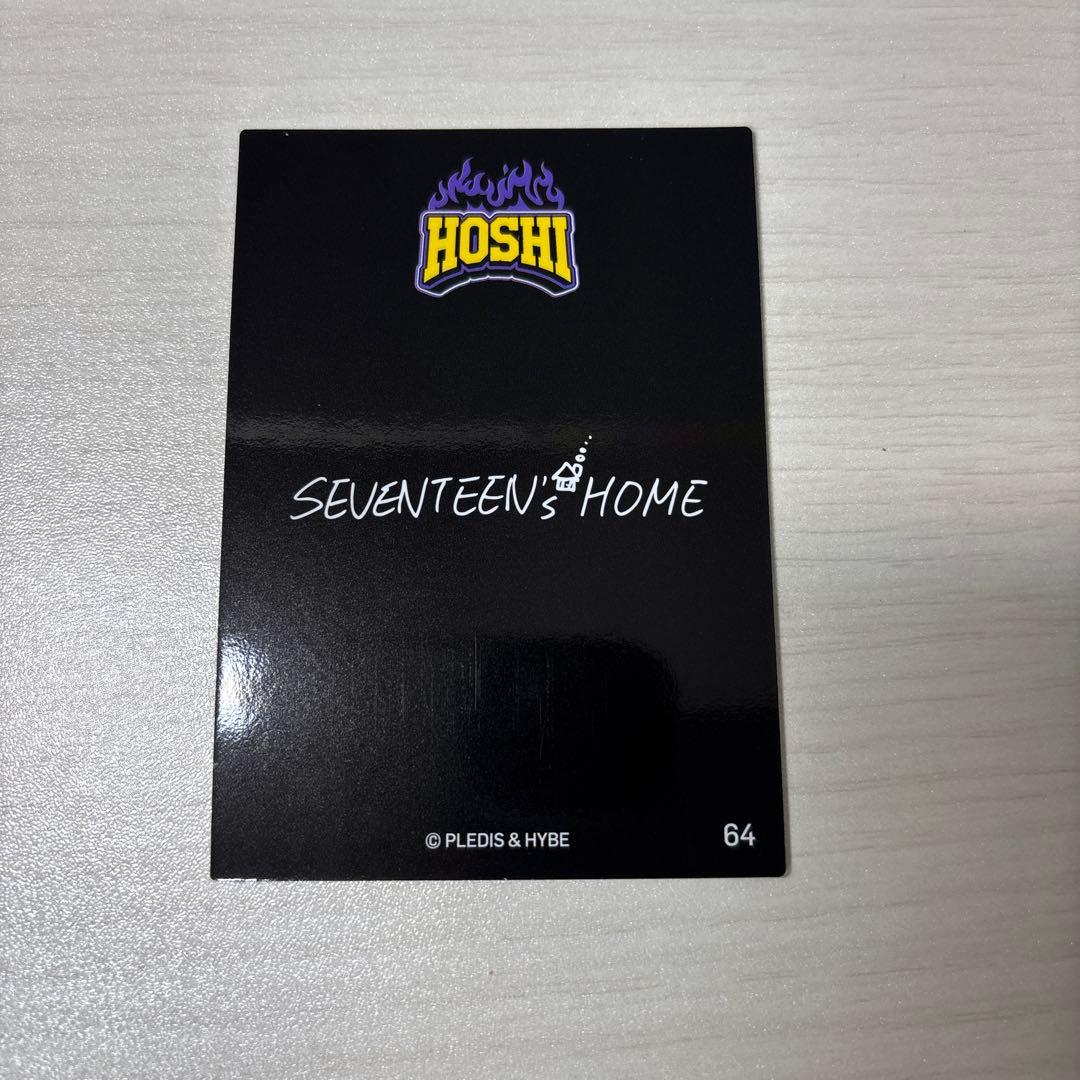 HOSHI
SEVENTEEN's HOME
© PLEDIS & HYBE
64